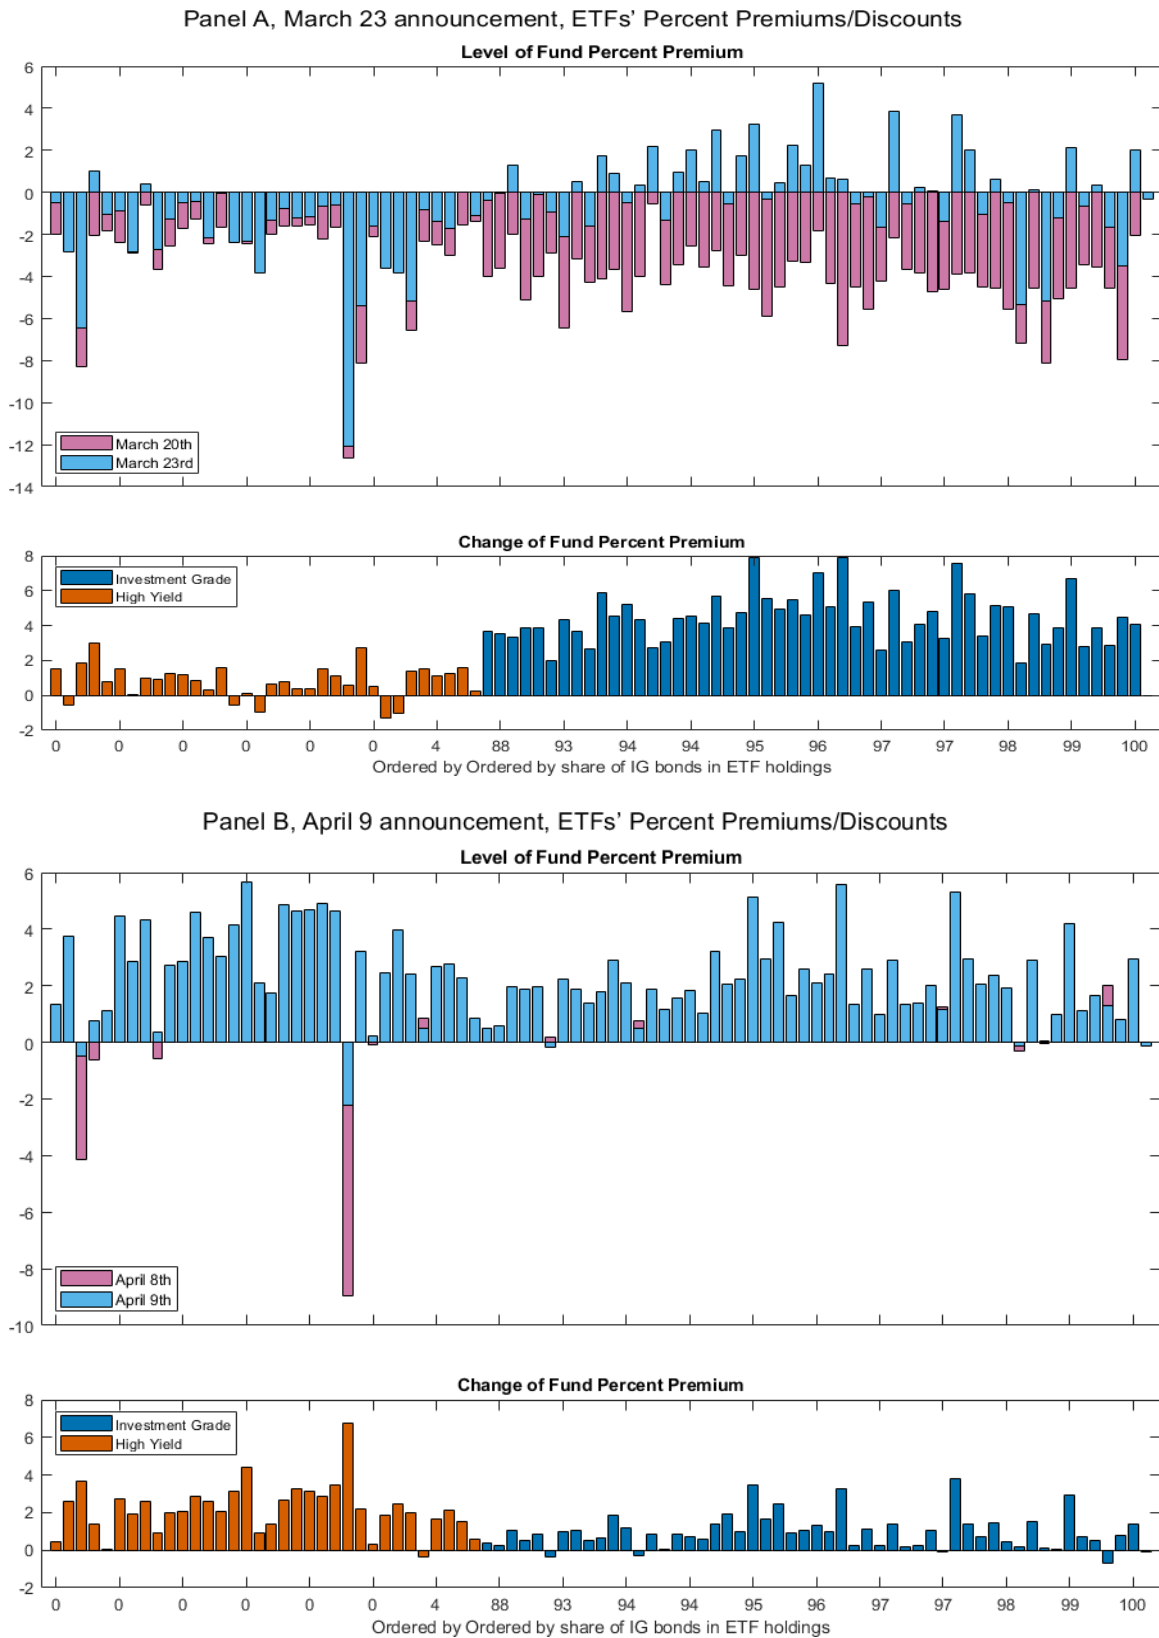 Panel A, March 23 announcement, ETFs' Percent Premiums/Discounts
Level of Fund Percent Premium
6
4
2
0
-2
-4
-6
-8
-10
-12
-14
March 20th
March 23rd
Change of Fund Percent Premium
8
6
4
2
0
-2
Investment Grade
High Yield
0 0 0 0 0 0 4 88 93 94 94 95 96 97 97 98 99 100
Ordered by Ordered by share of IG bonds in ETF holdings
Panel B, April 9 announcement, ETFs' Percent Premiums/Discounts
Level of Fund Percent Premium
6
4
2
0
-2
-4
-6
-8
-10
April 8th
April 9th
Change of Fund Percent Premium
8
6
4
2
0
-2
Investment Grade
High Yield
0 0 0 0 0 0 4 88 93 94 94 95 96 97 97 98 99 100
Ordered by Ordered by share of IG bonds in ETF holdings